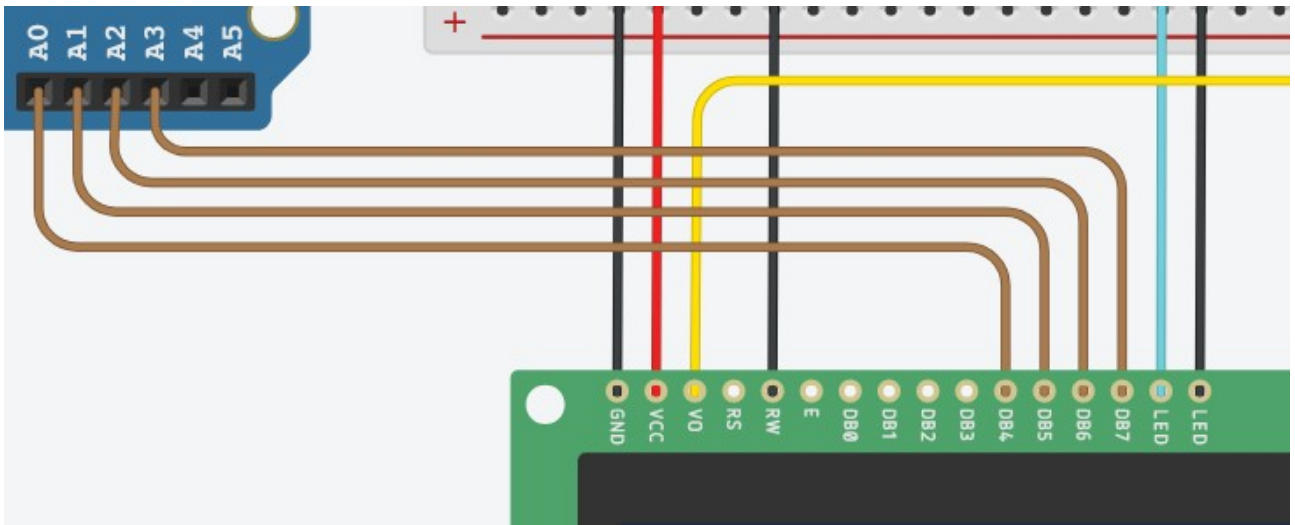 A0
A1
A2
A3
A4
A5
+
GND
VCC
V0
RS
RW
E
DB0
DB1
DB2
DB3
DB4
DB5
DB6
DB7
LED
LED